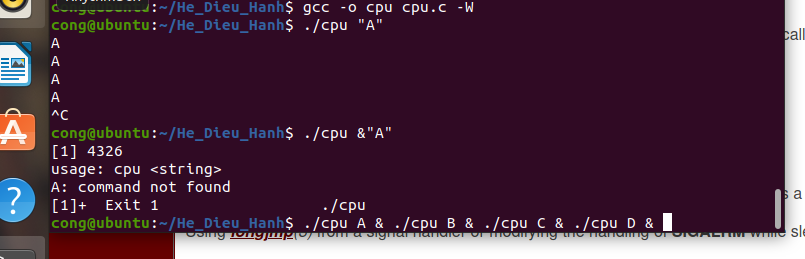 cong@ubuntu:~/He_Dieu_Hanh$ gcc -o cpu cpu.c -W
cong@ubuntu:~/He_Dieu_Hanh$ ./cpu "A"
call
A
A
A
A
^C
cong@ubuntu:~/He_Dieu_Hanh$ ./cpu &"A"
[1] 4326
usage: cpu <string>
A: command not found
[1]+  Exit 1                  ./cpu
s a
cong@ubuntu:~/He_Dieu_Hanh$ ./cpu A & ./cpu B & ./cpu C & ./cpu D &
Using longjmp(3) from a signal handler or modifying the handling of SIGALRM while sle